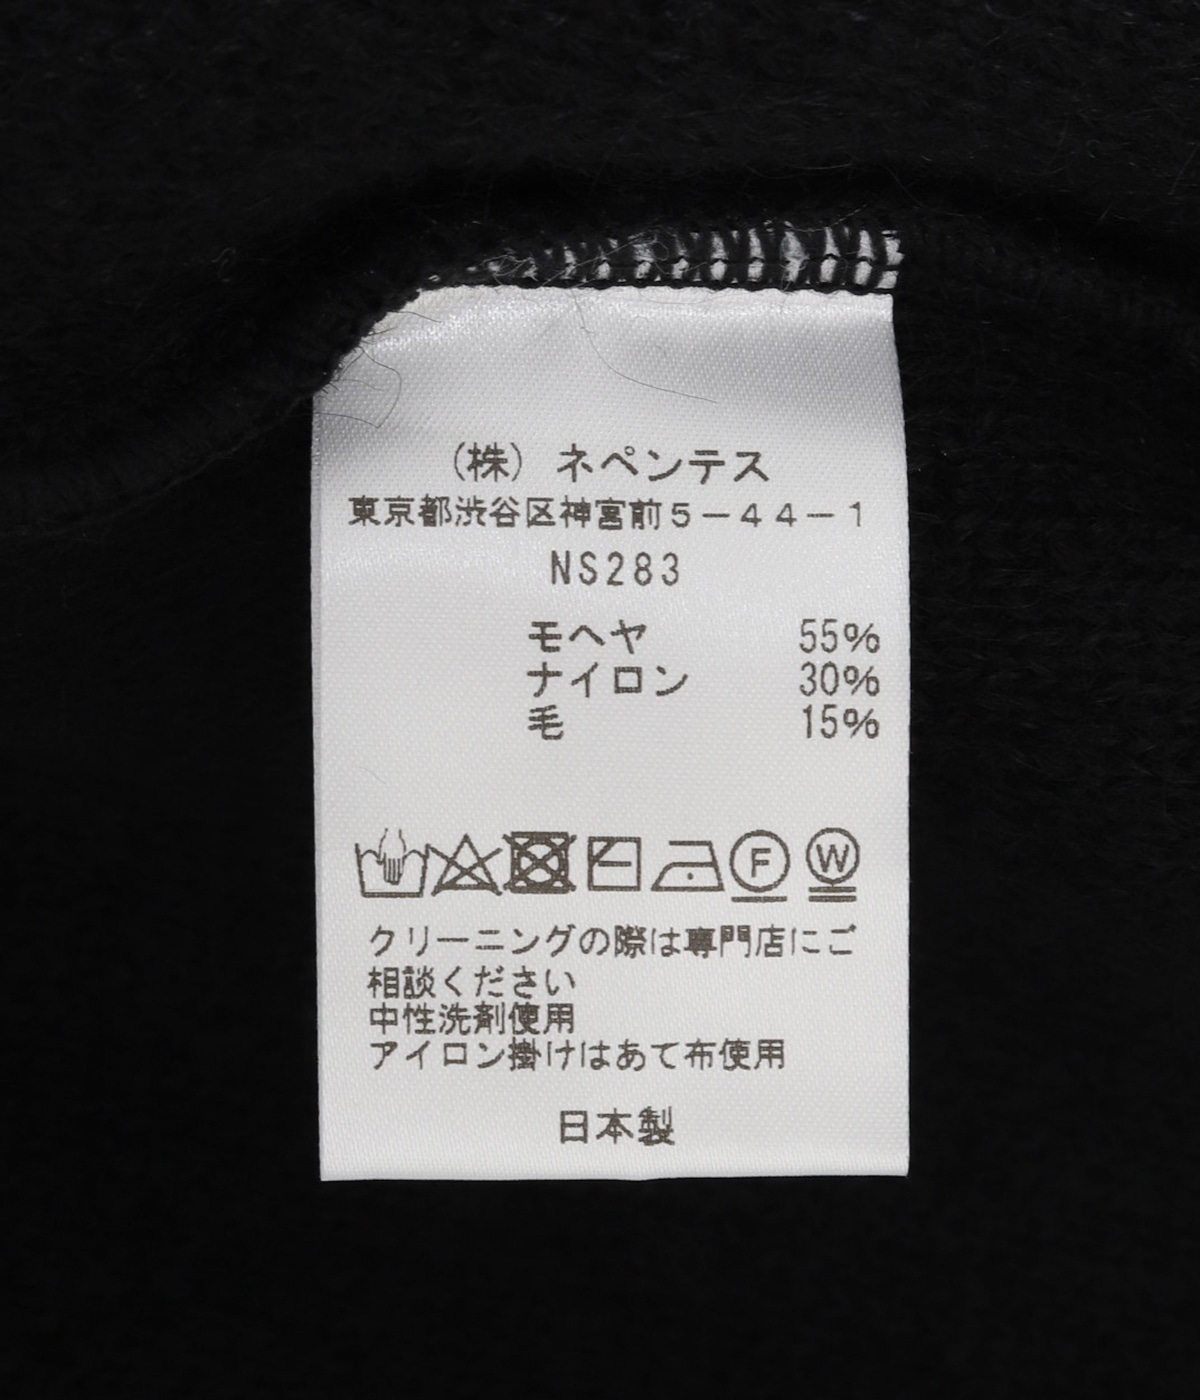 (株) ネペンテス
東京都渋谷区神宮前5-44-1
NS283
モヘヤ 55%
ナイロン 30%
毛 15%
F W
クリーニングの際は専門店にご
相談ください
中性洗剤使用
アイロン掛けはあて布使用
日本製